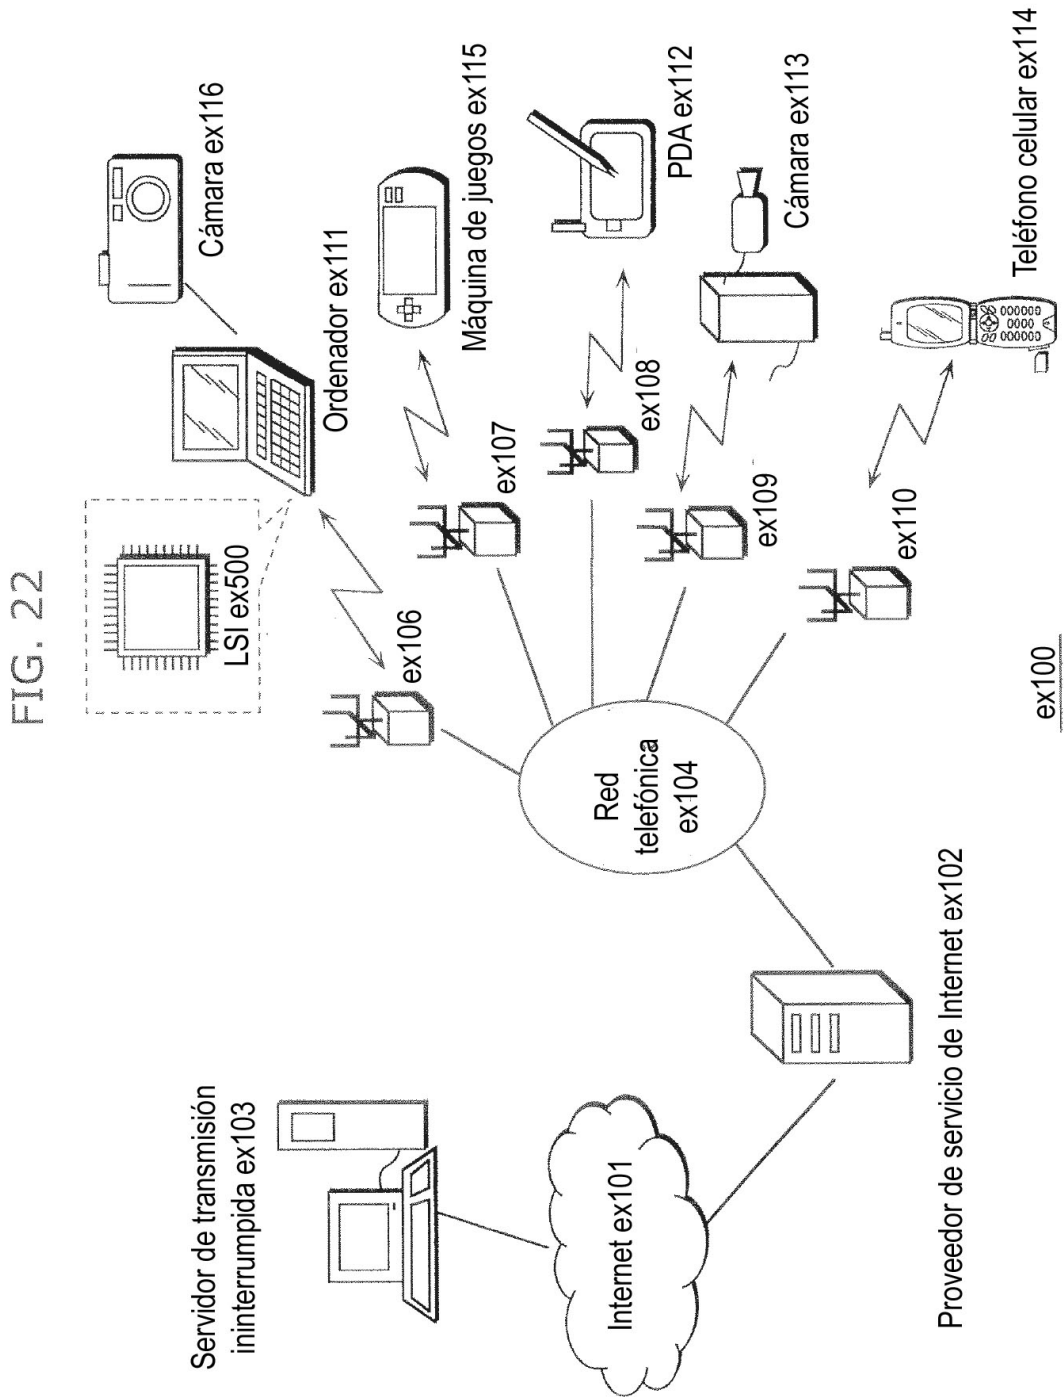 FIG. 22
Cámara ex116
LSI ex500
Ordenador ex111
Máquina de juegos ex115
Servidor de transmisión
ininterrumpida ex103
ex106
ex107
PDA ex112
ex108
Cámara ex113
Internet ex101
Red
telefónica
ex104
ex109
Teléfono celular ex114
ex110
Proveedor de servicio de Internet ex102
ex100